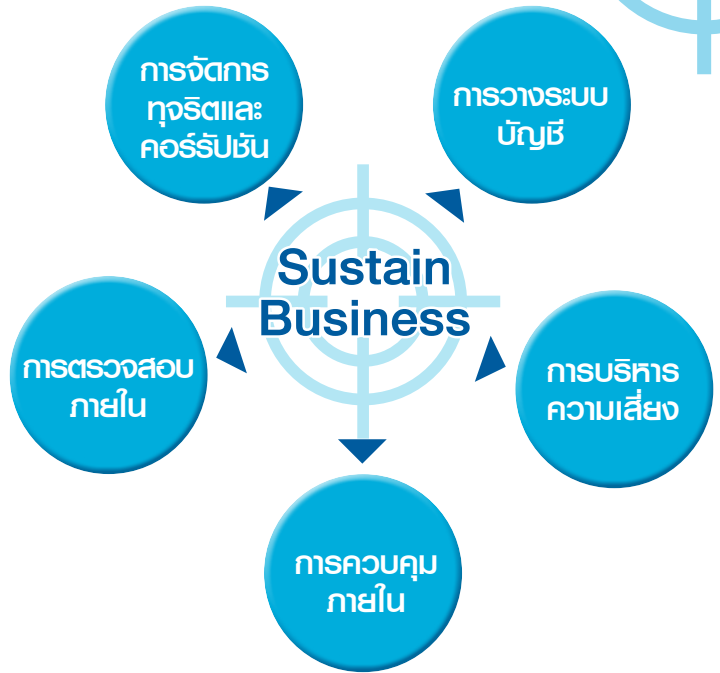 การจัดการ
ทุจริตและ
คอร์รัปชัน
การวางระบบ
บัญชี
Sustain
Business
การตรวจสอบ
ภายใน
การบริหาร
ความเสี่ยง
การควบคุม
ภายใน